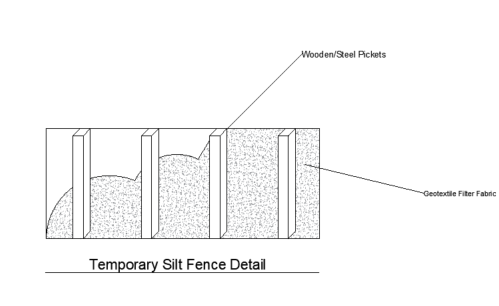 Wooden/Steel Pickets
Geotextile Filter Fabric
Temporary Silt Fence Detail